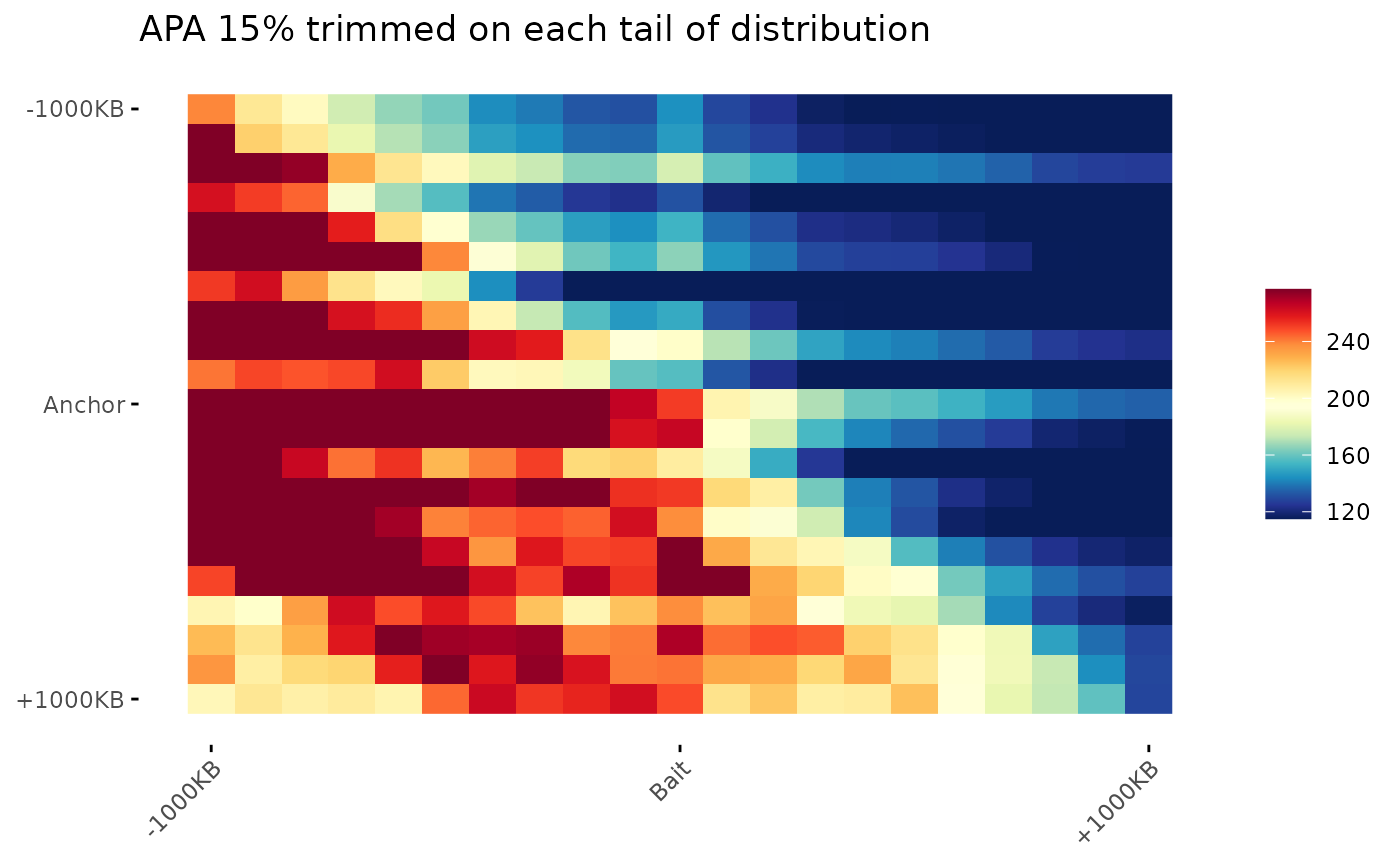 APA 15% trimmed on each tail of distribution
-1000KB
Anchor
+1000KB
240
200
160
120
-1000KB
Bait
+1000KB